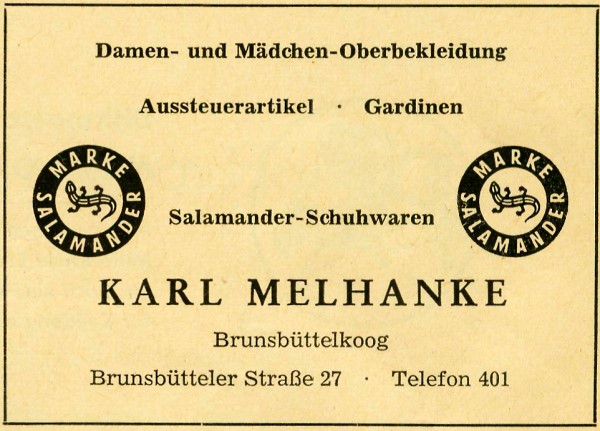 Damen- und Mädchen-Oberbekleidung
Aussteuerartikel · Gardinen
MARKE SALAMANDER
MARKE SALAMANDER
Salamander-Schuhwaren
KARL MELHANKE
Brunsbüttelkoog
Brunsbütteler Straße 27 · Telefon 401